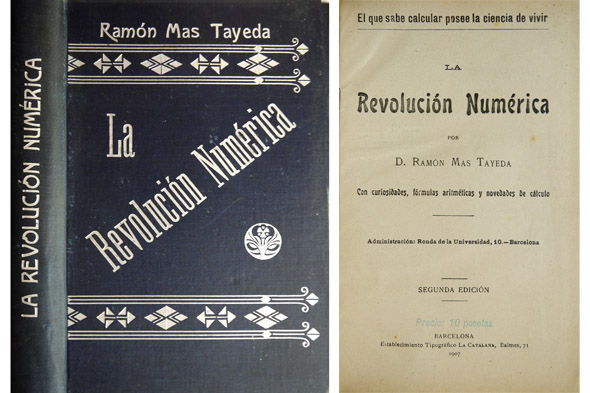 LA REVOLUCIÓN NUMÉRICA
Ramón Mas Tayeda
La
Revolución Numérica
El que sabe calcular posee la ciencia de vivir
LA
Revolución Numérica
POR
D. RAMÓN MAS TAYEDA
Con curiosidades, fórmulas aritméticas y novedades de cálculo
Administración: Ronda de la Universidad, 10.—Barcelona
SEGUNDA EDICIÓN
Precio: 10 pesetas
BARCELONA
Establecimiento Tipográfico LA CATALANA, Balmes, 71
1907